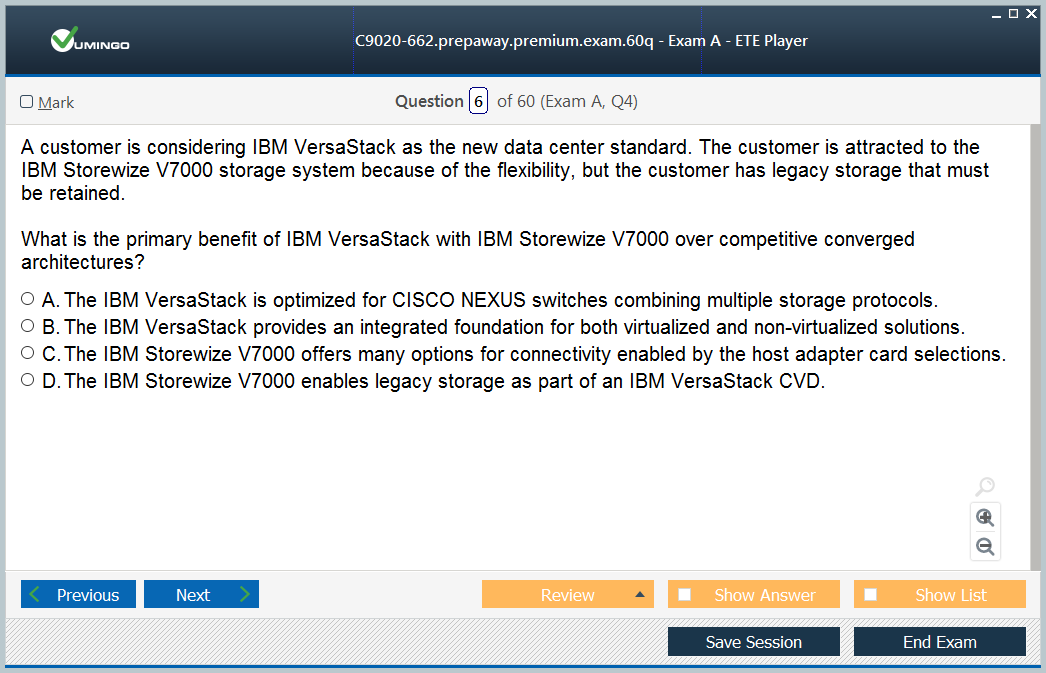 VUMINGO
C9020-662.prepaway.premium.exam.60q - Exam A - ETE Player
Mark
Question 6 of 60 (Exam A, Q4)
A customer is considering IBM VersaStack as the new data center standard. The customer is attracted to the
IBM Storewize V7000 storage system because of the flexibility, but the customer has legacy storage that must
be retained.
What is the primary benefit of IBM VersaStack with IBM Storewize V7000 over competitive converged
architectures?
A. The IBM VersaStack is optimized for CISCO NEXUS switches combining multiple storage protocols.
B. The IBM VersaStack provides an integrated foundation for both virtualized and non-virtualized solutions.
C. The IBM Storewize V7000 offers many options for connectivity enabled by the host adapter card selections.
D. The IBM Storewize V7000 enables legacy storage as part of an IBM VersaStack CVD.
Previous
Next
Review
Show Answer
Show List
Save Session
End Exam